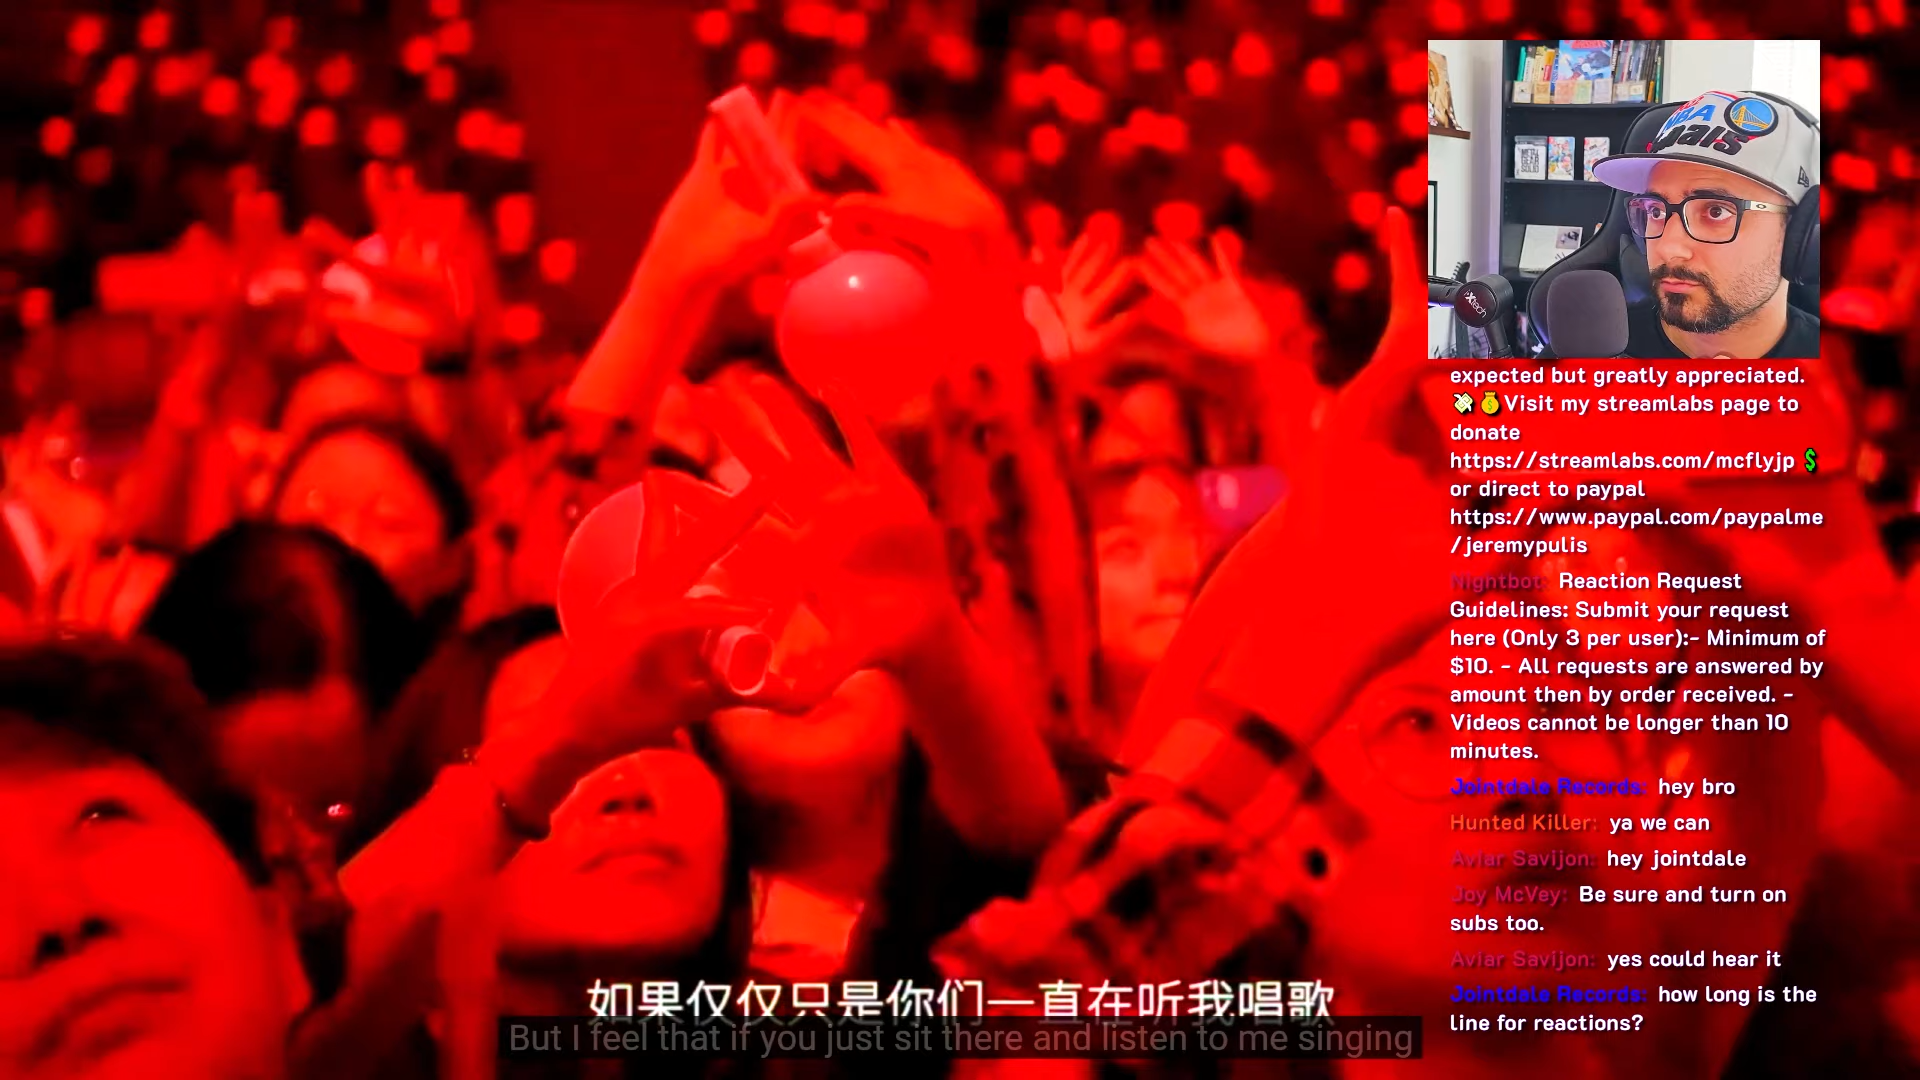 NBA
expected but greatly appreciated.
💸💰Visit my streamlabs page to
donate
https://streamlabs.com/mcflyjp 💲
or direct to paypal
https://www.paypal.com/paypalme
/jeremypulis
Nightbot: Reaction Request
Guidelines: Submit your request
here (Only 3 per user):- Minimum of
$10. - All requests are answered by
amount then by order received. -
Videos cannot be longer than 10
minutes.
Jointdale Records: hey bro
Hunted Killer: ya we can
Aviar Savijon: hey jointdale
Joy McVey: Be sure and turn on
subs too.
Aviar Savijon: yes could hear it
Jointdale Records: how long is the
line for reactions?
如果仅仅只是你们一直在听我唱歌
But I feel that if you just sit there and listen to me singing